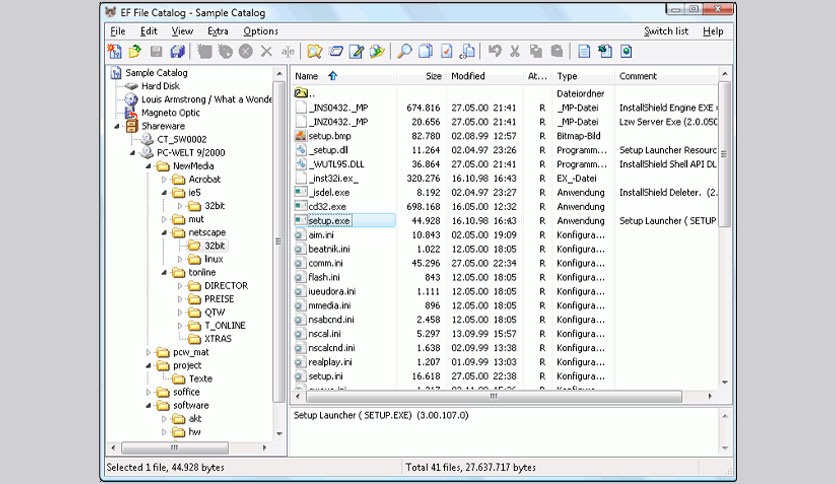 EF File Catalog - Sample Catalog
File Edit View Extra Options Switch list Help
Sample Catalog
Hard Disk
Louis Armstrong / What a Wonde
Magneto Optic
Shareware
CT_SW0002
PC-WELT 9/2000
NewMedia
Acrobat
ie5
32bit
mut
netscape
32bit
linux
tonline
DIRECTOR
PREISE
QTW
T_ONLINE
XTRAS
pcw_mat
project
Texte
soffice
software
akt
hw
Name Size Modified At... Type Comment
.. Dateiordner
_INS0432._MP 674.816 27.05.00 21:41 R _MP-Datei InstallShield Engine EXE
_INZ0432._MP 20.656 27.05.00 21:41 R _MP-Datei Lzw Server Exe (2.0.050
setup.bmp 82.780 02.08.99 12:57 R Bitmap-Bild
_setup.dll 11.264 02.04.97 23:26 R Programm... Setup Launcher Resourc
_WUTL95.DLL 36.864 27.05.00 21:41 R Programm... InstallShield Shell API DL
_inst32i.ex_ 320.276 16.10.98 16:43 R EX_-Datei
_jsdel.exe 8.192 02.04.97 23:27 R Anwendung InstallShield Deleter. (2.
cd32.exe 698.168 16.05.00 12:32 R Anwendung
setup.exe 44.928 16.10.98 16:43 R Anwendung Setup Launcher ( SETUP
aim.ini 10.843 02.05.00 19:09 R Konfigura...
beatnik.ini 1.022 12.05.00 18:05 R Konfigura...
comm.ini 45.296 27.05.00 22:34 R Konfigura...
flash.ini 843 12.05.00 18:05 R Konfigura...
iueudora.ini 1.111 12.05.00 18:05 R Konfigura...
mmedia.ini 896 12.05.00 18:05 R Konfigura...
nsabcnd.ini 2.458 12.05.00 18:05 R Konfigura...
nscal.ini 5.297 13.09.99 15:57 R Konfigura...
nscalcnd.ini 1.638 02.09.99 13:38 R Konfigura...
realplay.ini 1.207 01.09.99 13:03 R Konfigura...
setup.ini 16.618 27.05.00 22:38 R Konfigura...
Setup Launcher ( SETUP.EXE) (3.00.107.0)
Selected 1 file, 44.928 bytes Total 41 files, 27.637.717 bytes